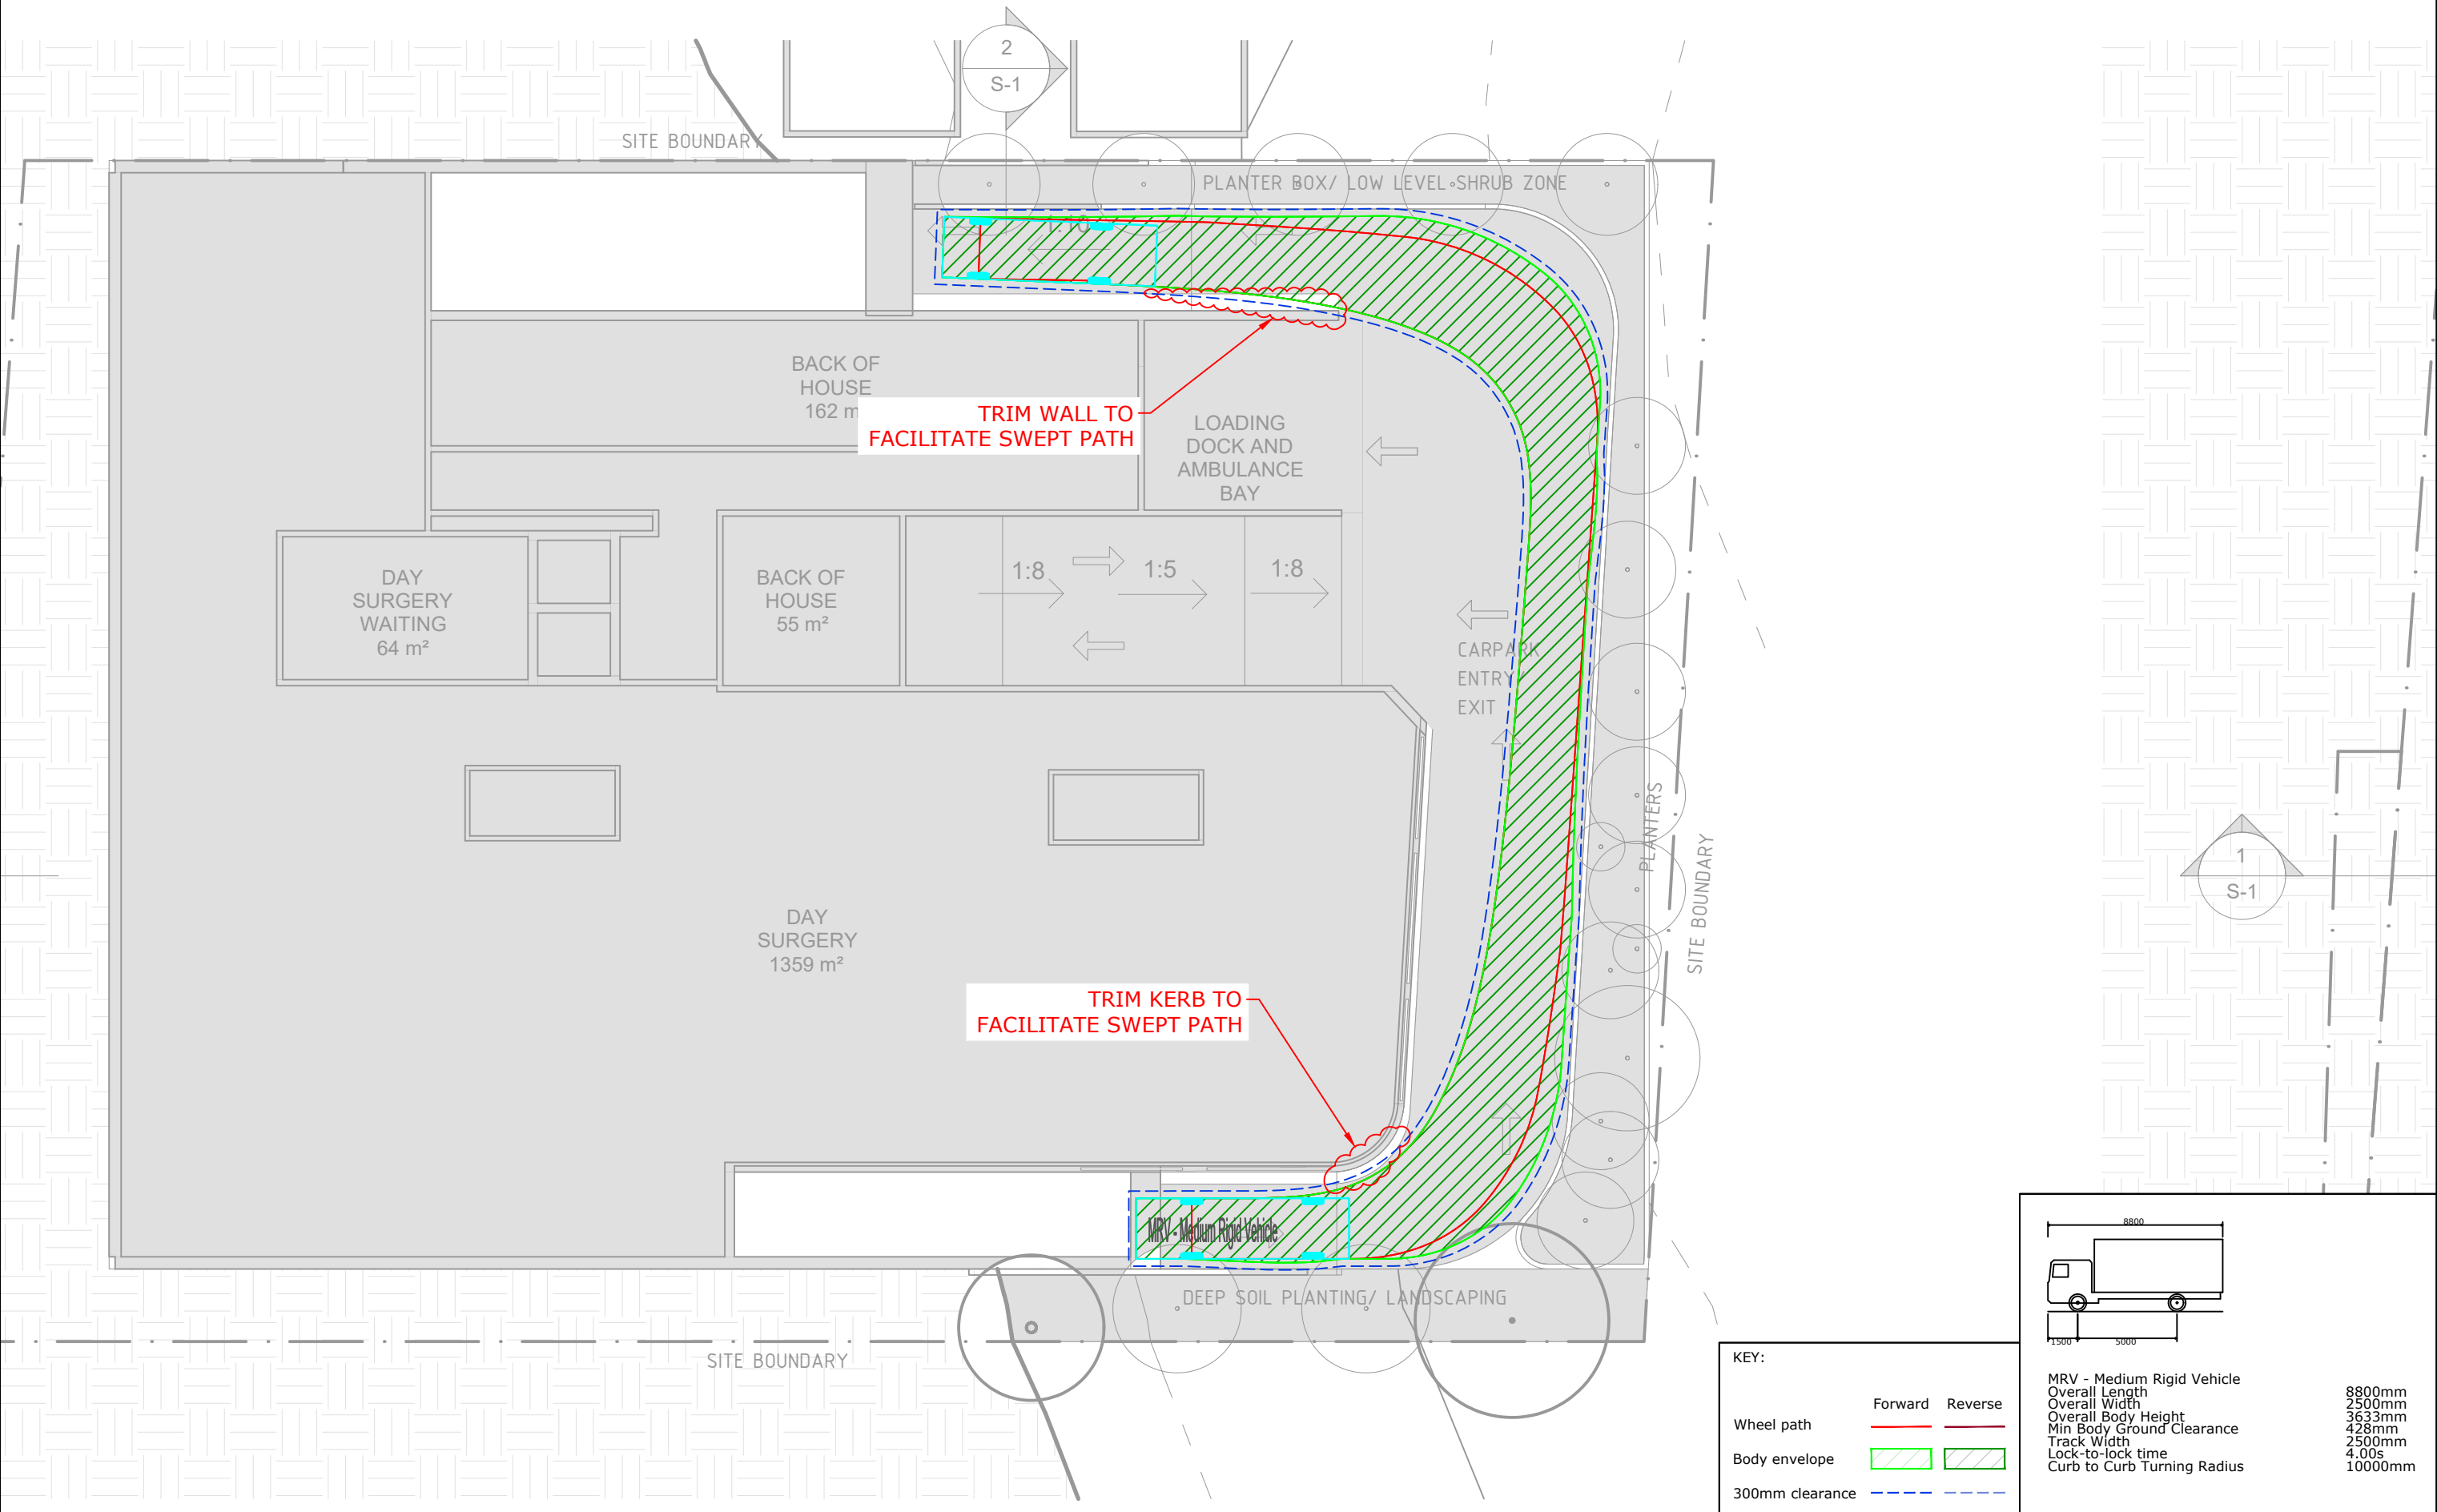 2
S-1
SITE BOUNDARY
PLANTER BOX/ LOW LEVEL SHRUB ZONE
1:10
BACK OF
HOUSE
162 m
TRIM WALL TO
FACILITATE SWEPT PATH
LOADING
DOCK AND
AMBULANCE
BAY
DAY
SURGERY
WAITING
64 m²
BACK OF
HOUSE
55 m²
1:8
1:5
1:8
CARPARK
ENTRY
EXIT
PLANTERS
SITE BOUNDARY
1
S-1
DAY
SURGERY
1359 m²
TRIM KERB TO
FACILITATE SWEPT PATH
MRV - Medium Rigid Vehicle
DEEP SOIL PLANTING/ LANDSCAPING
SITE BOUNDARY
KEY:
Forward Reverse
Wheel path
Body envelope
300mm clearance
8800
1500 5000
MRV - Medium Rigid Vehicle
Overall Length 8800mm
Overall Width 2500mm
Overall Body Height 3633mm
Min Body Ground Clearance 428mm
Track Width 2500mm
Lock-to-lock time 4.00s
Curb to Curb Turning Radius 10000mm